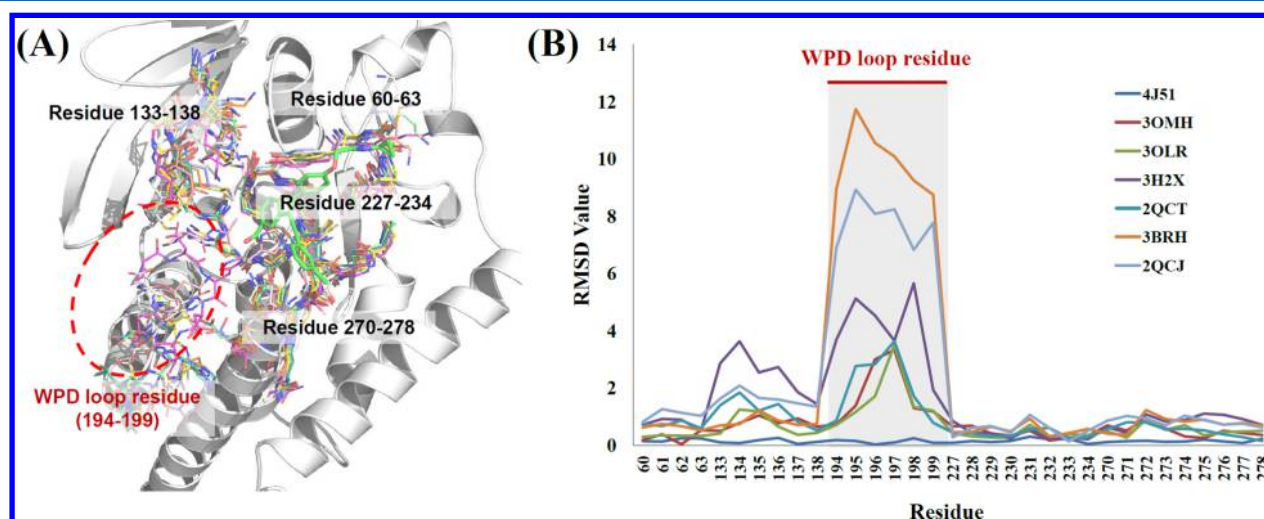 (A)
Residue 133-138
Residue 60-63
Residue 227-234
Residue 270-278
WPD loop residue
(194-199)
(B)
WPD loop residue
RMSD Value
14
12
10
8
6
4
2
0
4J51
3OMH
3OLR
3H2X
2QCT
3BRH
2QCJ
60 61 62 63 133 134 135 136 137 138 194 195 196 197 198 199 227 228 229 230 231 232 233 234 270 271 272 273 274 275 276 277 278
Residue